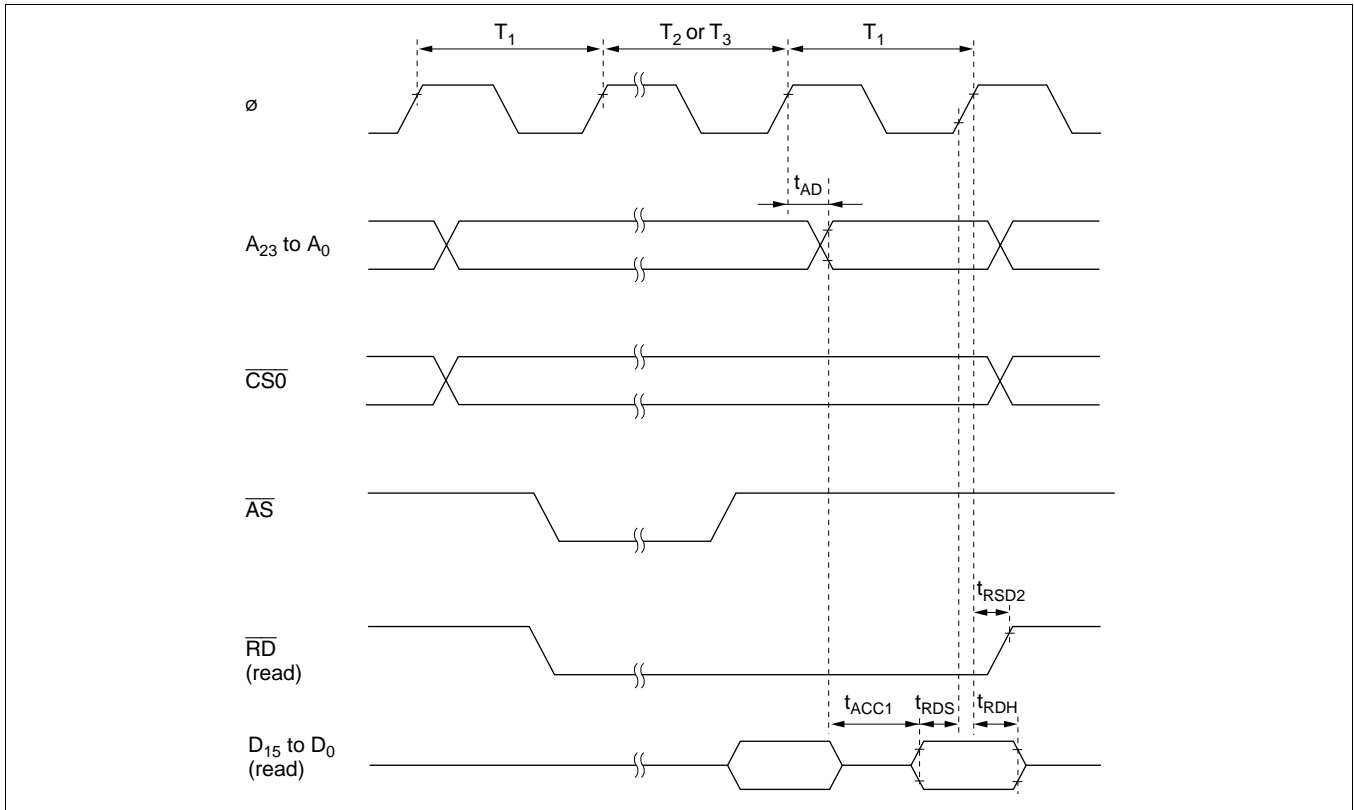 T₁
T₂ or T₃
T₁
ø
tAD
A₂₃ to A₀
CS0
AS
tRSD2
RD
(read)
tACC1
tRDS
tRDH
D₁₅ to D₀
(read)